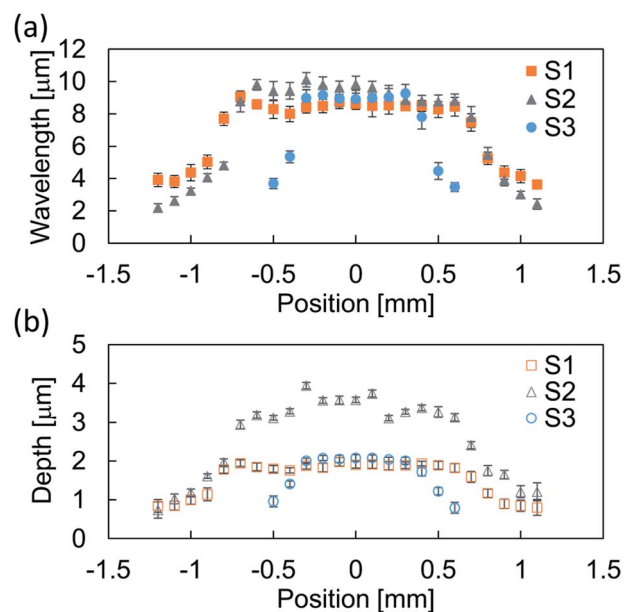 (a)
12
10
8
6
4
2
0
Wavelength [μm]
S1
S2
S3
-1.5 -1 -0.5 0 0.5 1 1.5
Position [mm]
(b)
5
4
3
2
1
0
Depth [μm]
S1
S2
S3
-1.5 -1 -0.5 0 0.5 1 1.5
Position [mm]